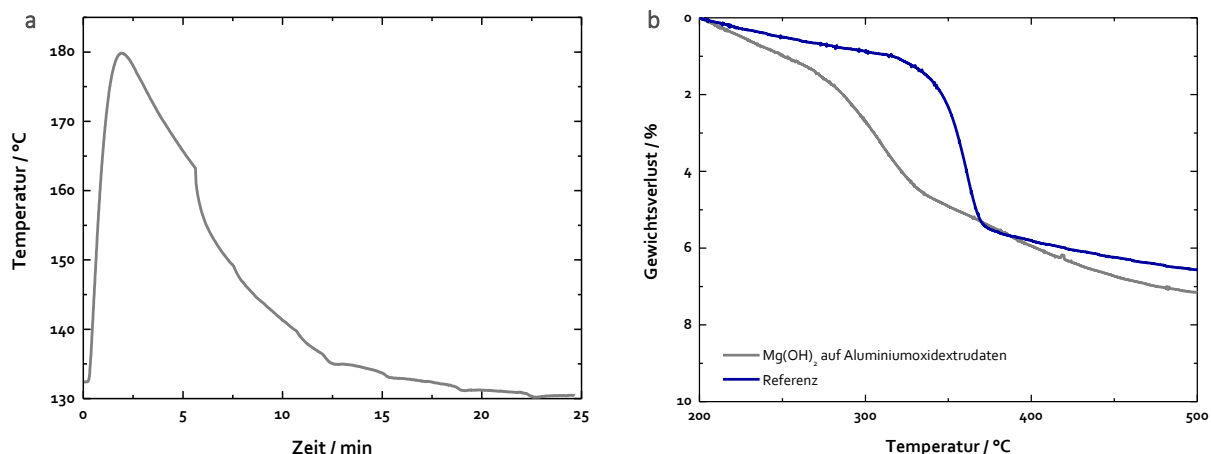 a
Temperatur / °C
180
170
160
150
140
130
0 5 10 15 20 25
Zeit / min
b
Gewichtsverlust / %
0
2
4
6
8
10
Mg(OH)₂ auf Aluminiumoxidextrudaten
Referenz
200 300 400 500
Temperatur / °C